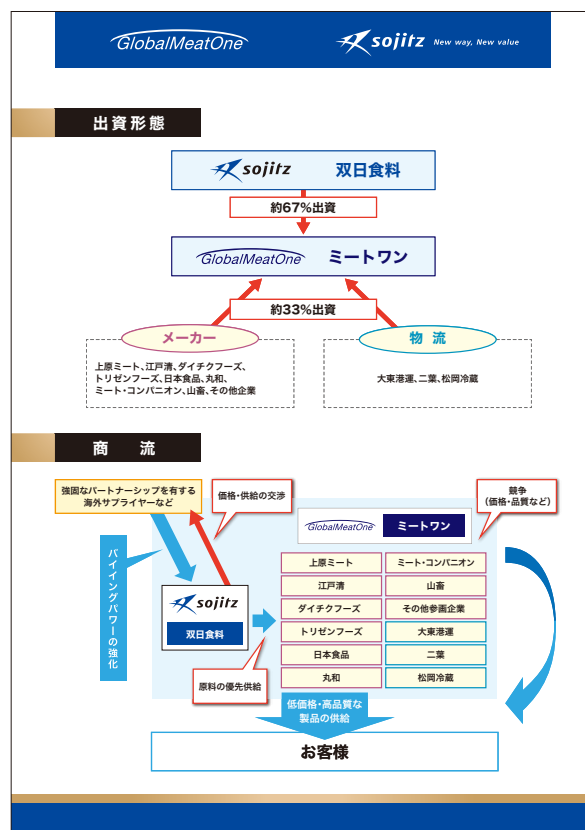 GlobalMeatOne
sojitz New way, New value
出資形態
sojitz 双日食料
約67%出資
GlobalMeatOne ミートワン
約33%出資
メーカー
物流
上原ミート、江戸清、ダイチクフーズ、
トリゼンフーズ、日本食品、丸和、
ミート・コンパニオン、山畜、その他企業
大東港運、二葉、松岡冷蔵
商流
強固なパートナーシップを有する
海外サプライヤーなど
価格・供給の交渉
競争
(価格・品質など)
GlobalMeatOne ミートワン
バイイングパワーの強化
sojitz
双日食料
原料の優先供給
上原ミート
ミート・コンパニオン
江戸清
山畜
ダイチクフーズ
その他参画企業
トリゼンフーズ
大東港運
日本食品
二葉
丸和
松岡冷蔵
低価格・高品質な
製品の供給
お客様